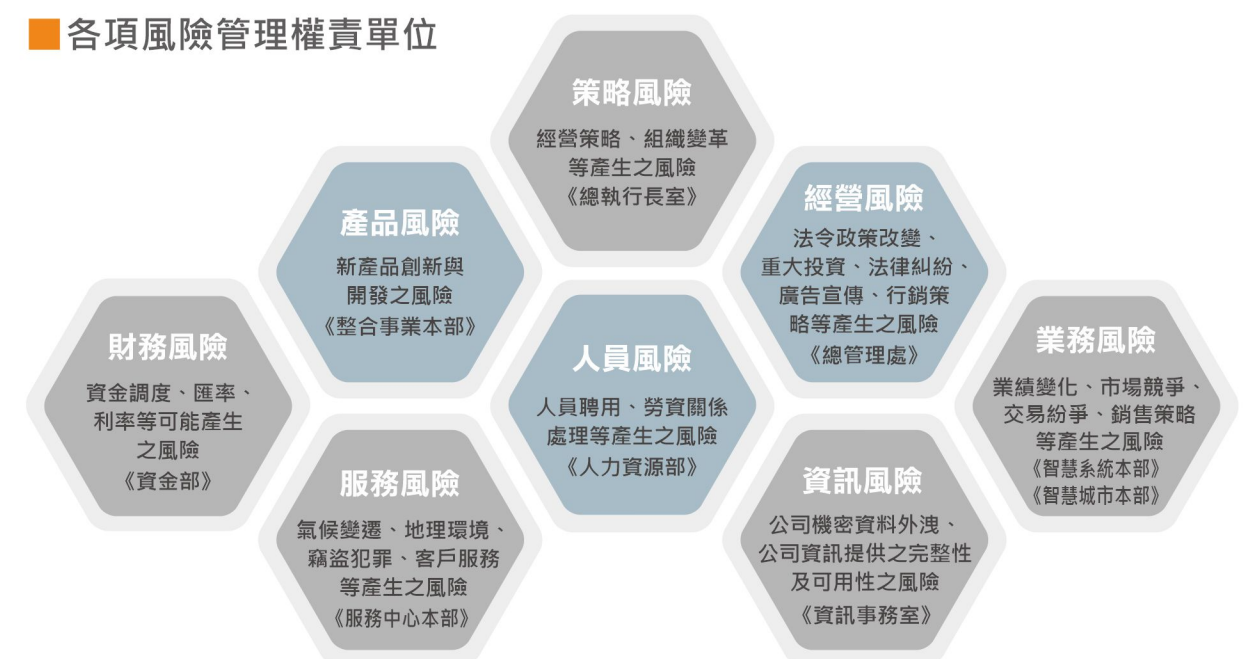 各項風險管理權責單位
策略風險
經營策略、組織變革
等產生之風險
《總執行長室》
產品風險
新產品創新與
開發之風險
《整合事業本部》
經營風險
法令政策改變、
重大投資、法律糾紛、
廣告宣傳、行銷策
略等產生之風險
《總管理處》
財務風險
資金調度、匯率、
利率等可能產生
之風險
《資金部》
人員風險
人員聘用、勞資關係
處理等產生之風險
《人力資源部》
業務風險
業績變化、市場競爭、
交易紛爭、銷售策略
等產生之風險
《智慧系統本部》
《智慧城市本部》
服務風險
氣候變遷、地理環境、
竊盜犯罪、客戶服務
等產生之風險
《服務中心本部》
資訊風險
公司機密資料外洩、
公司資訊提供之完整性
及可用性之風險
《資訊事務室》